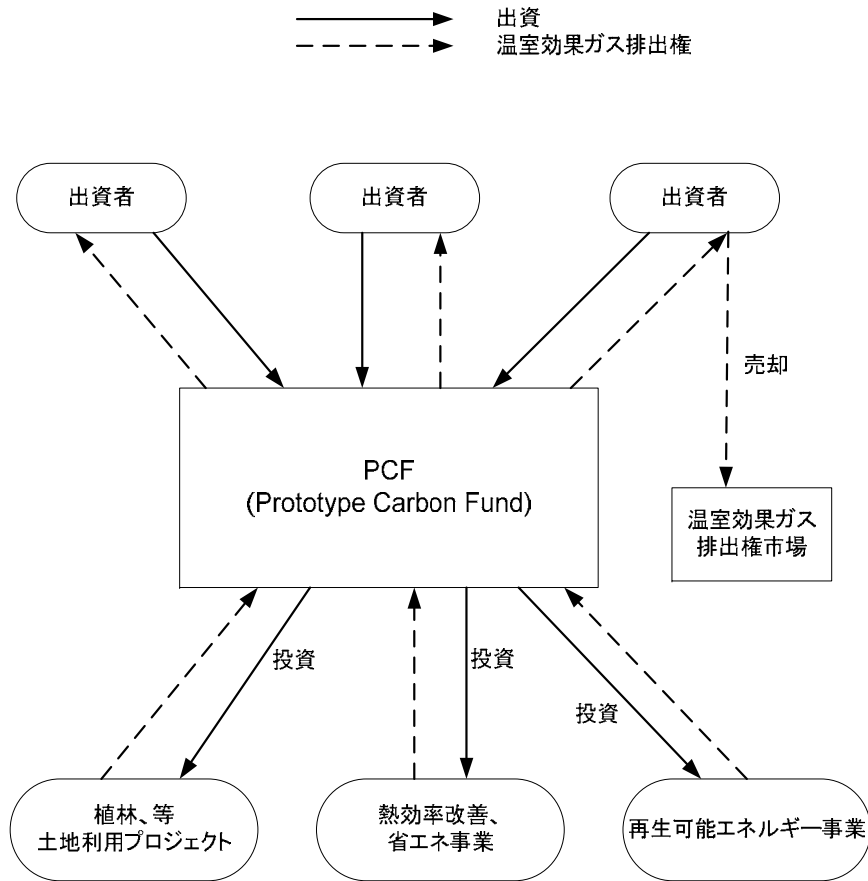 出資
温室効果ガス排出権
出資者
出資者
出資者
売却
PCF
(Prototype Carbon Fund)
温室効果ガス
排出権市場
投資
投資
投資
植林、等
土地利用プロジェクト
熱効率改善、
省エネ事業
再生可能エネルギー事業